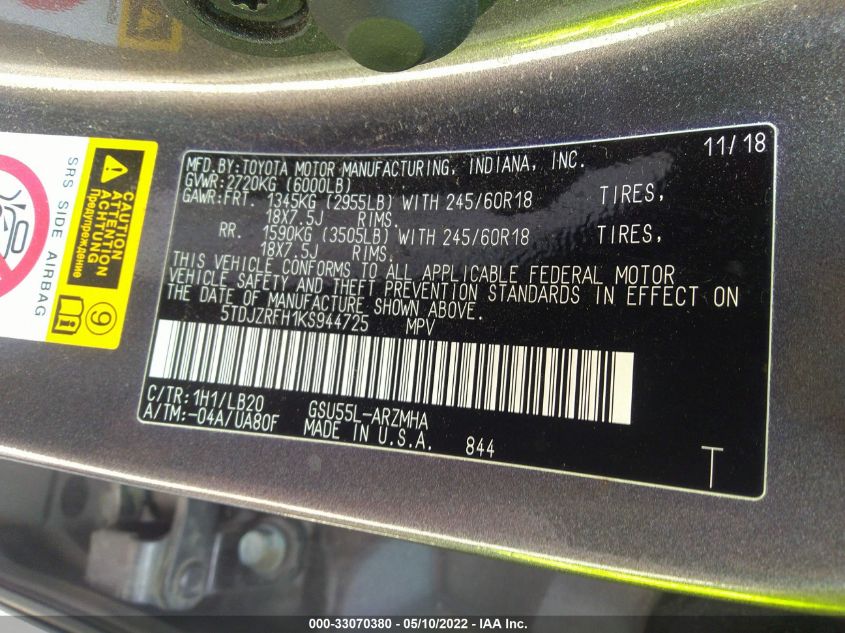 MFD.BY:TOYOTA MOTOR MANUFACTURING, INDIANA, INC. 11/18
GVWR:2720KG (6000LB)
GAWR:FRT. 1345KG (2955LB) WITH 245/60R18 TIRES,
18X7.5J RIMS.
RR. 1590KG (3505LB) WITH 245/60R18 TIRES,
18X7.5J RIMS.
THIS VEHICLE CONFORMS TO ALL APPLICABLE FEDERAL MOTOR
VEHICLE SAFETY AND THEFT PREVENTION STANDARDS IN EFFECT ON
THE DATE OF MANUFACTURE SHOWN ABOVE.
5TDJZRFH1KS944725 MPV
C/TR:1H1/LB20 GSU55L-ARZMHA
A/TM:-04A/UA80F MADE IN U.S.A. 844
T
SRS SIDE AIRBAG
CAUTION
ATTENTION
ACHTUNG
Предупреждение
9
000-33070380 - 05/10/2022 - IAA Inc.